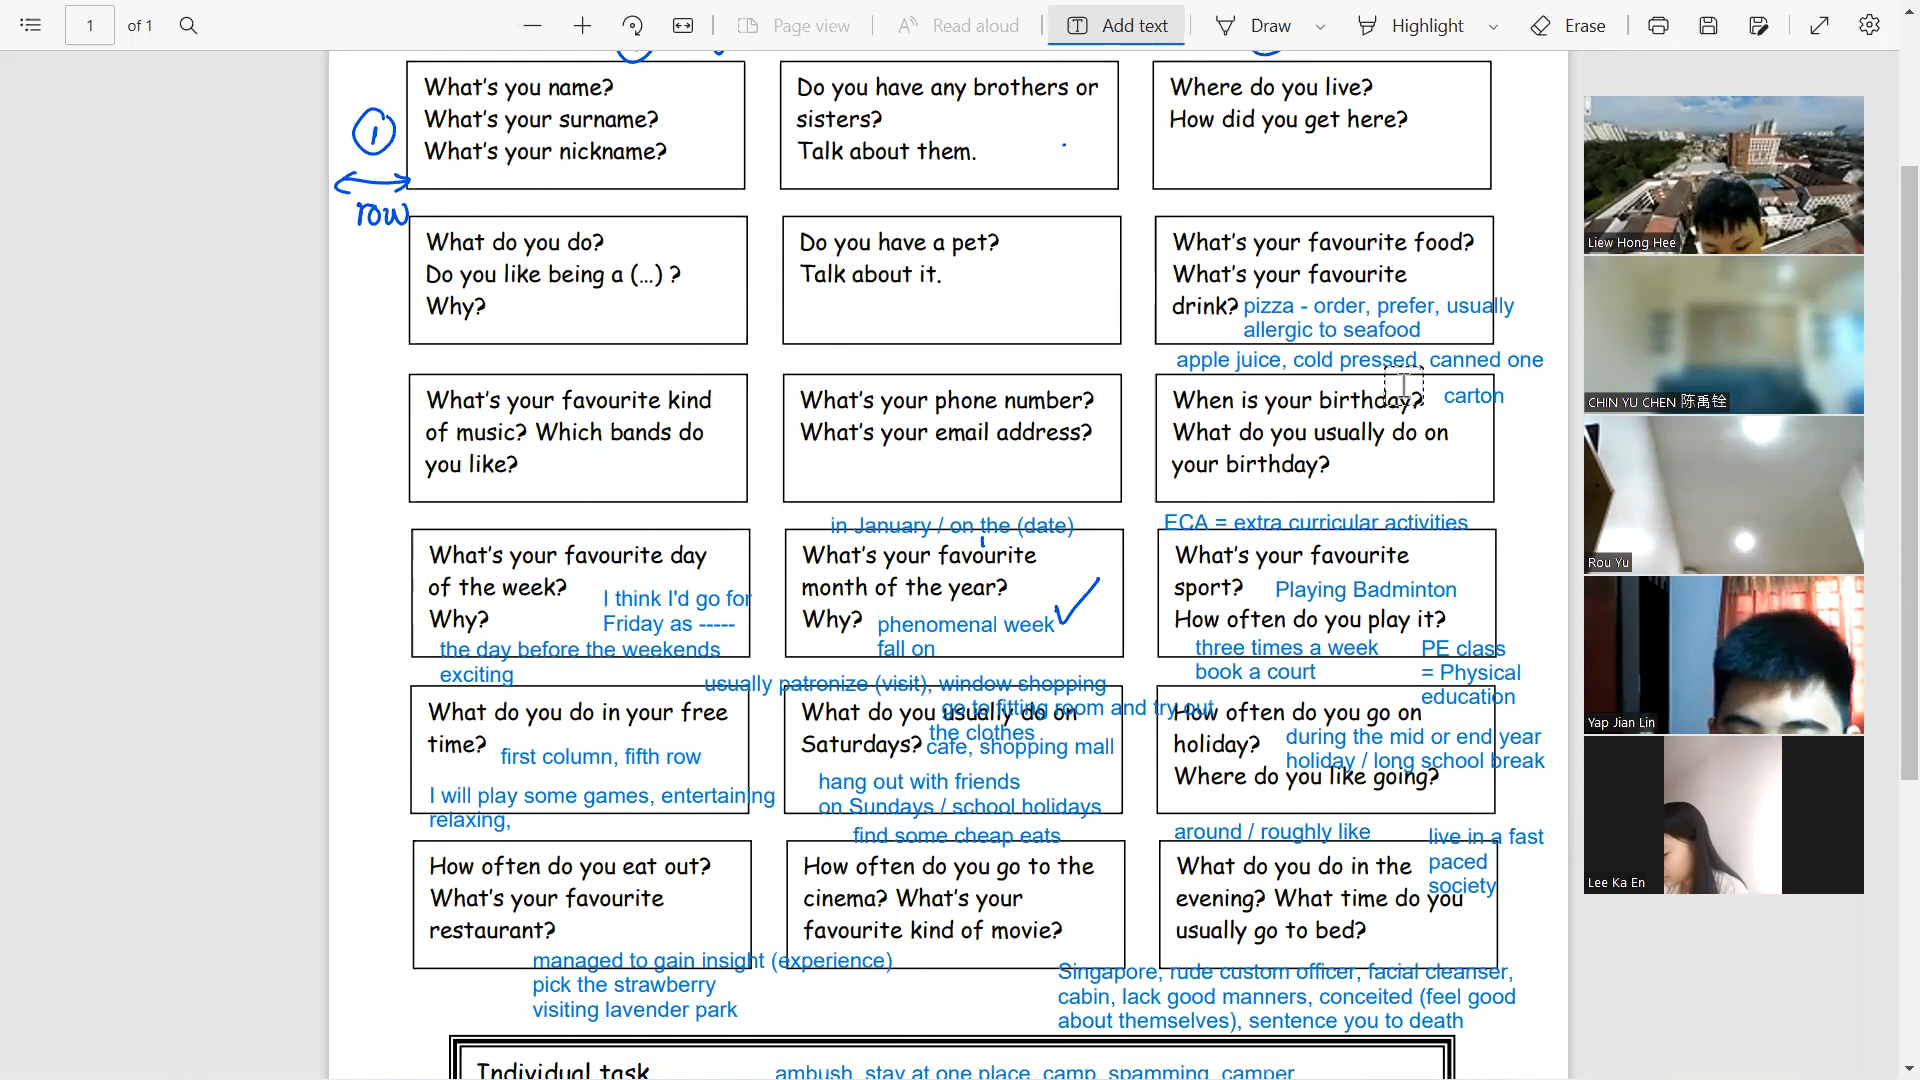 1
of 1
Page view
Read aloud
Add text
Draw
Highlight
Erase
What's you name?
What's your surname?
What's your nickname?
1
row
Do you have any brothers or
sisters?
Talk about them.
Where do you live?
How did you get here?
What do you do?
Do you like being a (...) ?
Why?
Do you have a pet?
Talk about it.
What's your favourite food?
What's your favourite
drink?
pizza - order, prefer, usually
allergic to seafood
apple juice, cold pressed, canned one
carton
What's your favourite kind
of music? Which bands do
you like?
What's your phone number?
What's your email address?
When is your birthday?
What do you usually do on
your birthday?
in January / on the (date)
ECA = extra curricular activities
What's your favourite day
of the week?
Why?
I think I'd go for
Friday as -----
the day before the weekends
exciting
What's your favourite
month of the year?
Why?
phenomenal week
fall on
What's your favourite
sport?
Playing Badminton
How often do you play it?
three times a week
book a court
PE class
= Physical
education
usually patronize (visit), window shopping
go to fitting room and try out
the clothes
What do you do in your free
time?
first column, fifth row
I will play some games, entertaining
relaxing,
What do you usually do on
Saturdays?
cafe, shopping mall
hang out with friends
on Sundays / school holidays
find some cheap eats
How often do you go on
holiday?
Where do you like going?
during the mid or end year
holiday / long school break
around / roughly like
live in a fast
paced
society
How often do you eat out?
What's your favourite
restaurant?
managed to gain insight (experience)
pick the strawberry
visiting lavender park
How often do you go to the
cinema? What's your
favourite kind of movie?
What do you do in the
evening? What time do you
usually go to bed?
Singapore, rude custom officer, facial cleanser,
cabin, lack good manners, conceited (feel good
about themselves), sentence you to death
Individual task
ambush, stay at one place, camp, spamming, camper
Liew Hong Hee
CHIN YU CHEN 陈禹铨
Rou Yu
Yap Jian Lin
Lee Ka En